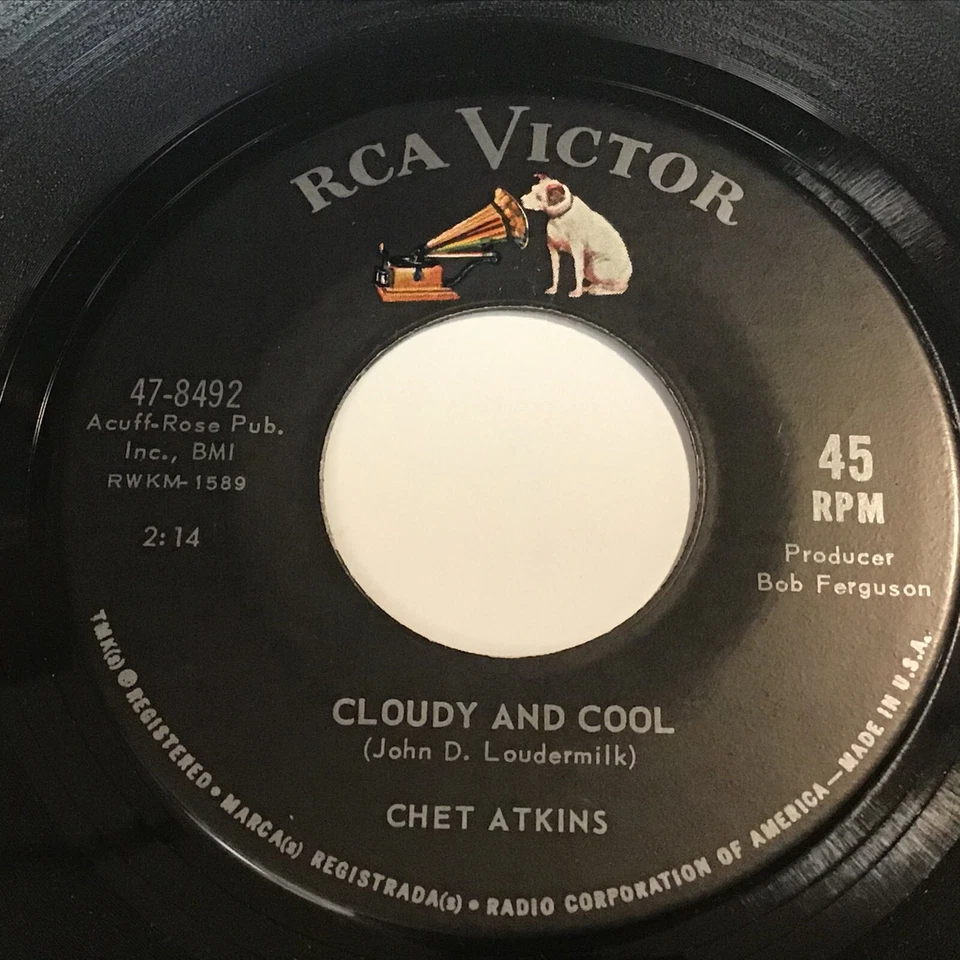 RCA VICTOR
47-8492
Acuff-Rose Pub.
Inc., BMI
RWKM-1589
2:14
45
RPM
Producer
Bob Ferguson
CLOUDY AND COOL
(John D. Loudermilk)
CHET ATKINS
TMK(s) ® REGISTERED • MARCA(s) REGISTRADA(s) • RADIO CORPORATION OF AMERICA—MADE IN U.S.A.